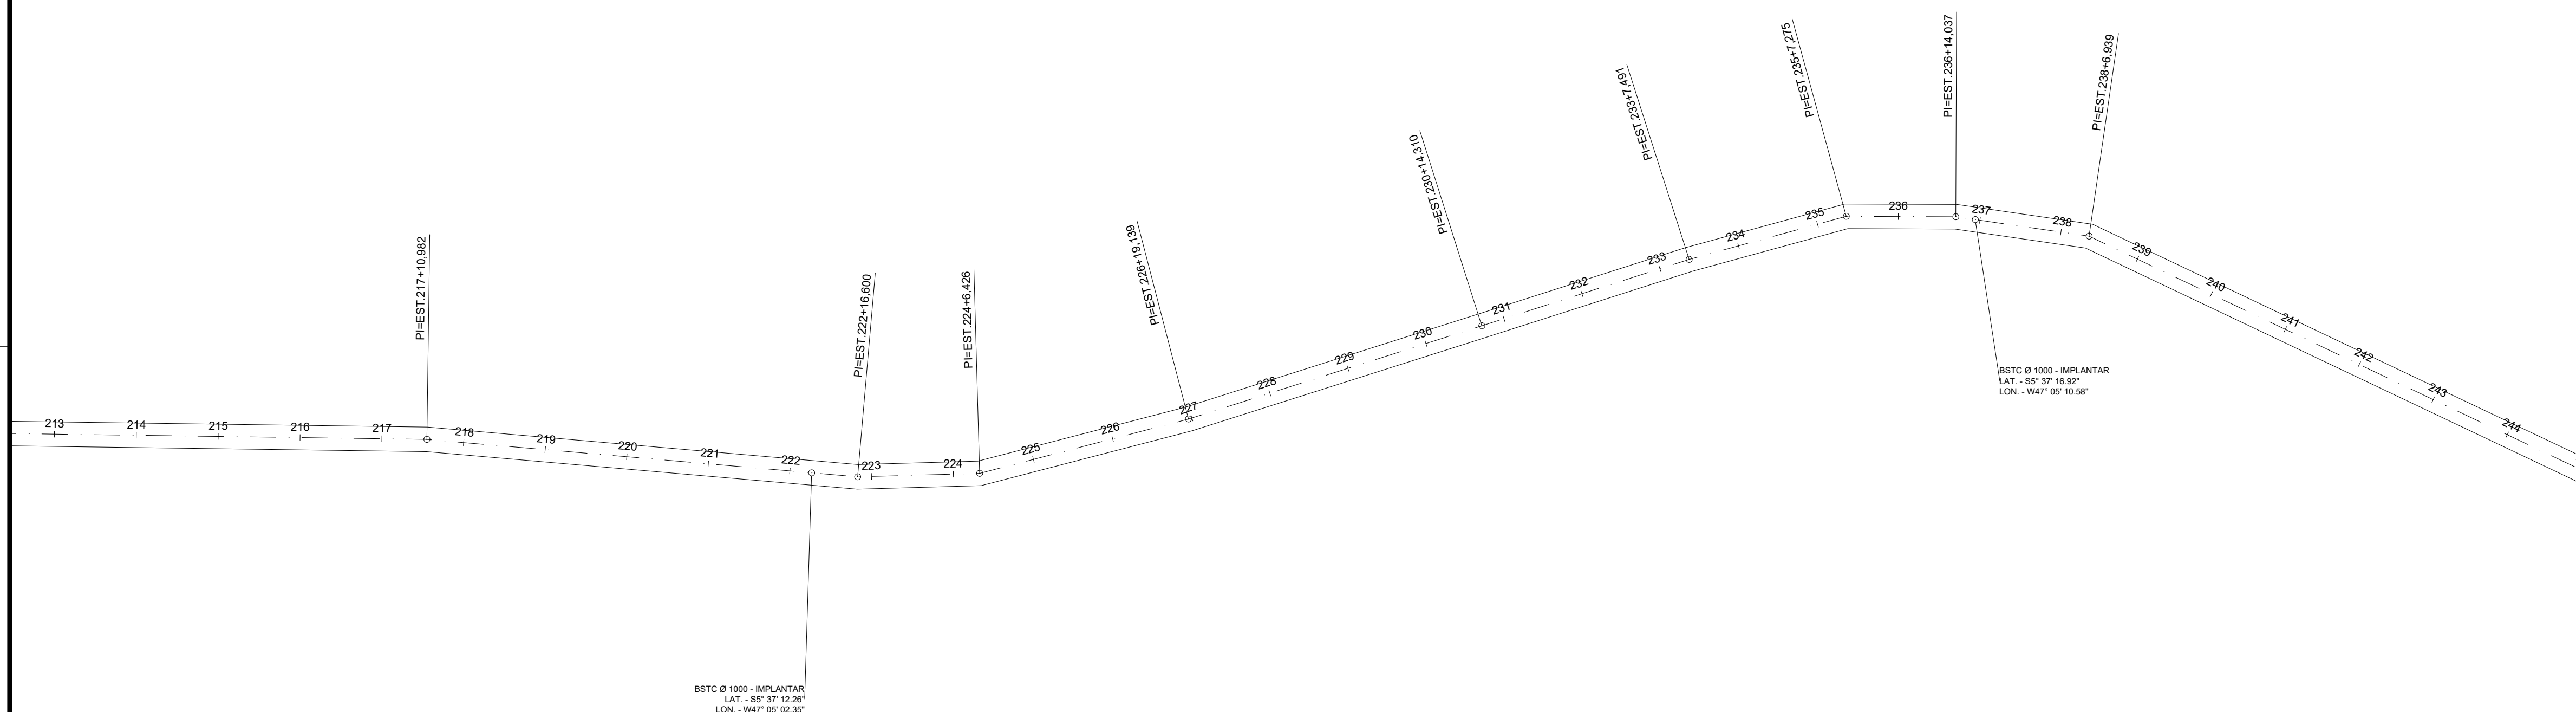 PI=EST.217+10,982
PI=EST.222+16,600
PI=EST.224+6,426
PI=EST.226+19,139
PI=EST.230+14,310
PI=EST.233+7,491
PI=EST.235+7,275
PI=EST.236+14,037
PI=EST.238+6,939
213
214
215
216
217
218
219
220
221
222
223
224
225
226
227
228
229
230
231
232
233
234
235
236
237
238
239
240
241
242
243
244
BSTC Ø 1000 - IMPLANTAR
LAT. - S5° 37' 16.92"
LON. - W47° 05' 10.58"
BSTC Ø 1000 - IMPLANTAR
LAT. - S5° 37' 12.26"
LON. - W47° 05' 02.35"